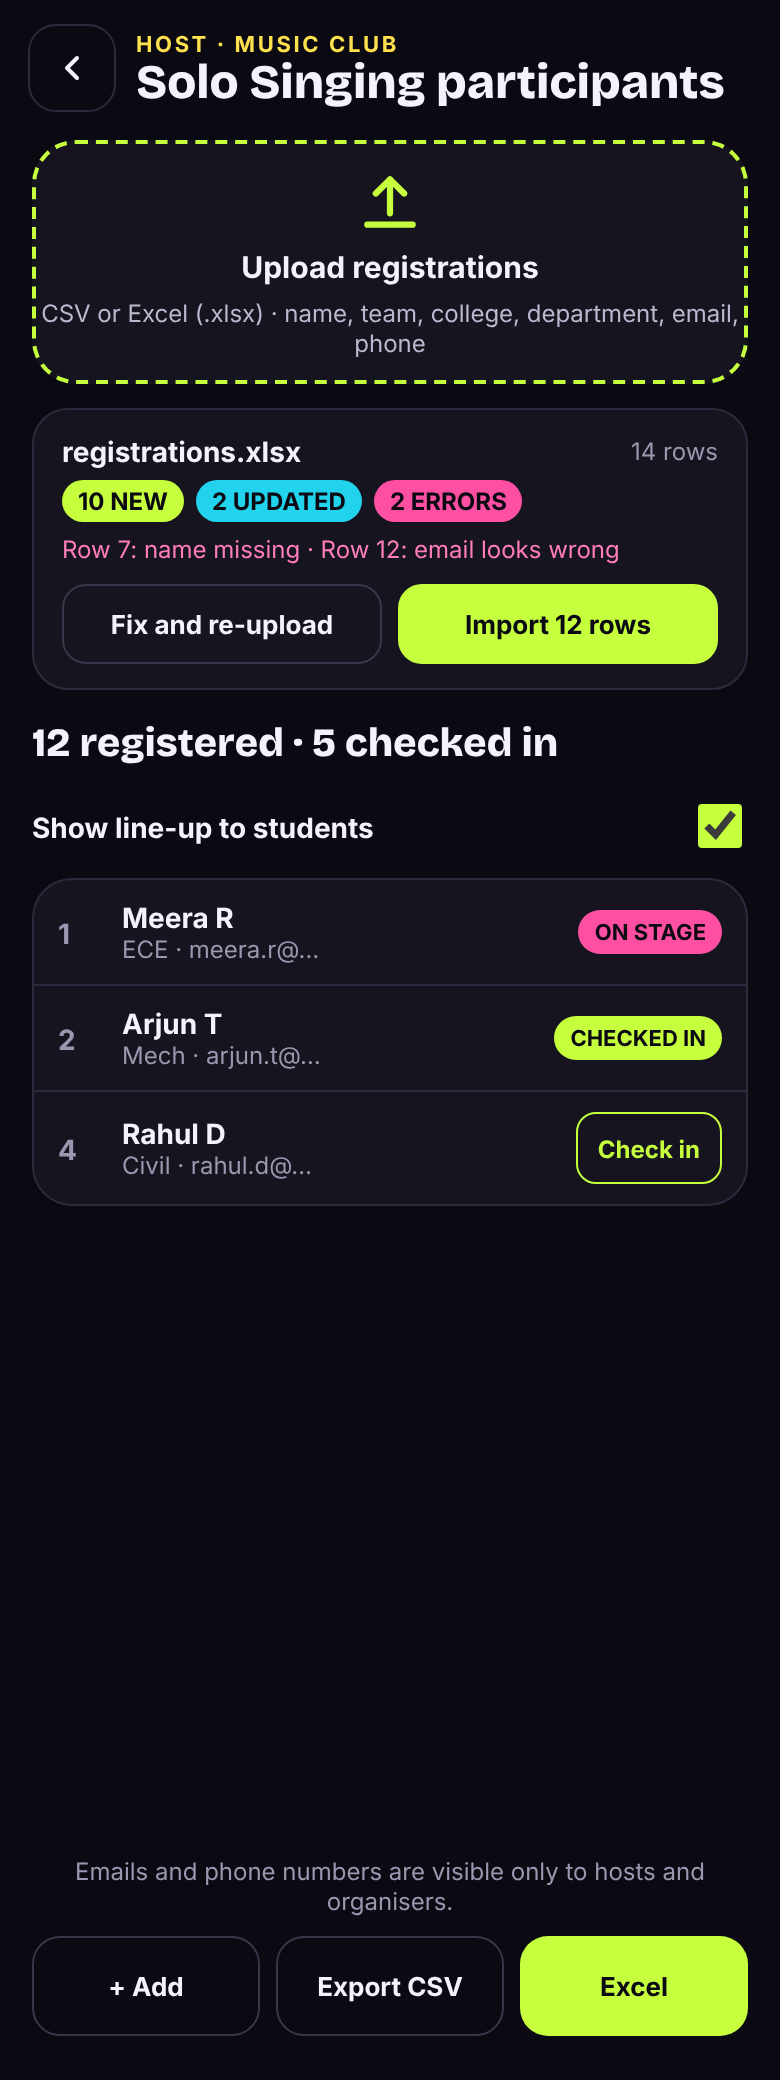 HOST · MUSIC CLUB
Solo Singing participants
Upload registrations
CSV or Excel (.xlsx) · name, team, college, department, email,
phone
registrations.xlsx 14 rows
10 NEW 2 UPDATED 2 ERRORS
Row 7: name missing · Row 12: email looks wrong
Fix and re-upload Import 12 rows
12 registered · 5 checked in
Show line-up to students
1 Meera R ON STAGE
ECE · meera.r@...
2 Arjun T CHECKED IN
Mech · arjun.t@...
4 Rahul D Check in
Civil · rahul.d@...
Emails and phone numbers are visible only to hosts and
organisers.
+ Add Export CSV Excel